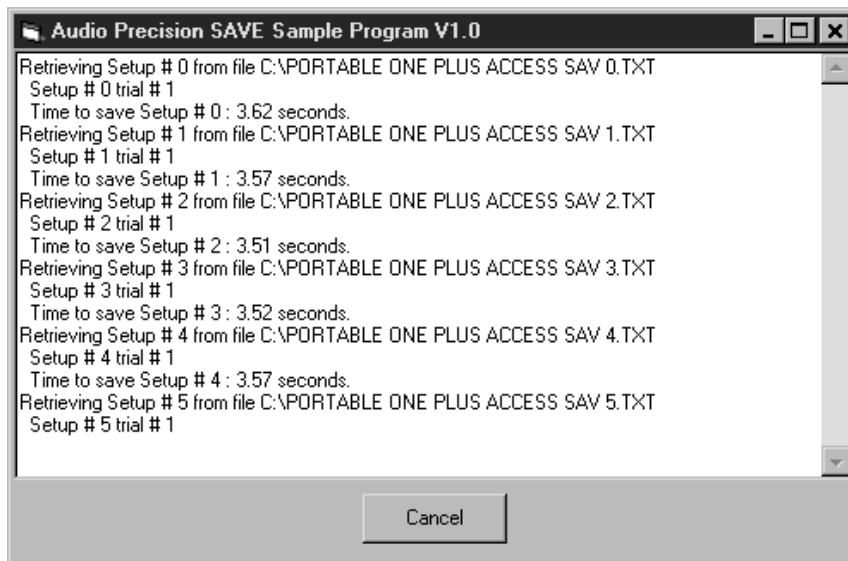 Audio Precision SAVE Sample Program V1.0
Retrieving Setup # 0 from file C:\PORTABLE ONE PLUS ACCESS SAV 0.TXT
Setup # 0 trial # 1
Time to save Setup # 0 : 3.62 seconds.
Retrieving Setup # 1 from file C:\PORTABLE ONE PLUS ACCESS SAV 1.TXT
Setup # 1 trial # 1
Time to save Setup # 1 : 3.57 seconds.
Retrieving Setup # 2 from file C:\PORTABLE ONE PLUS ACCESS SAV 2.TXT
Setup # 2 trial # 1
Time to save Setup # 2 : 3.51 seconds.
Retrieving Setup # 3 from file C:\PORTABLE ONE PLUS ACCESS SAV 3.TXT
Setup # 3 trial # 1
Time to save Setup # 3 : 3.52 seconds.
Retrieving Setup # 4 from file C:\PORTABLE ONE PLUS ACCESS SAV 4.TXT
Setup # 4 trial # 1
Time to save Setup # 4 : 3.57 seconds.
Retrieving Setup # 5 from file C:\PORTABLE ONE PLUS ACCESS SAV 5.TXT
Setup # 5 trial # 1
Cancel